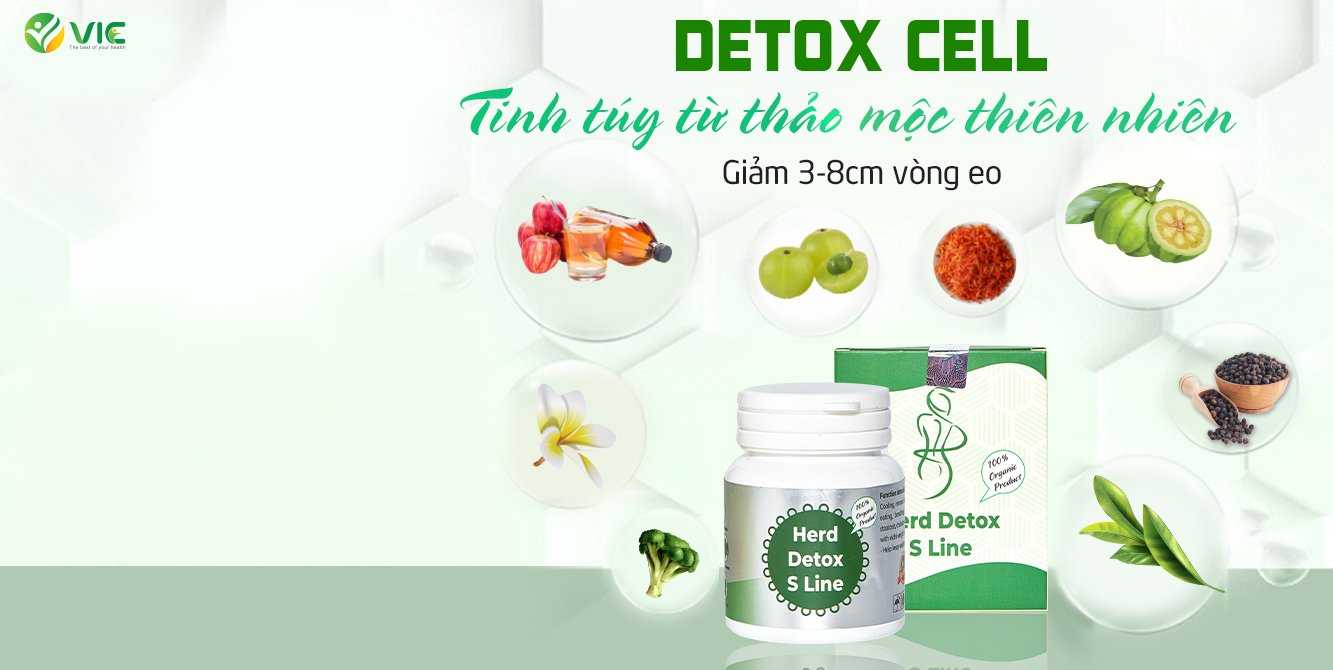 VIE
The best of your health
DETOX CELL
Tinh túy từ thảo mộc thiên nhiên
Giảm 3-8cm vòng eo
100%
Organic
Product
erd Detox
S Line
100%
Organic
Product
Herd
Detox
S Line